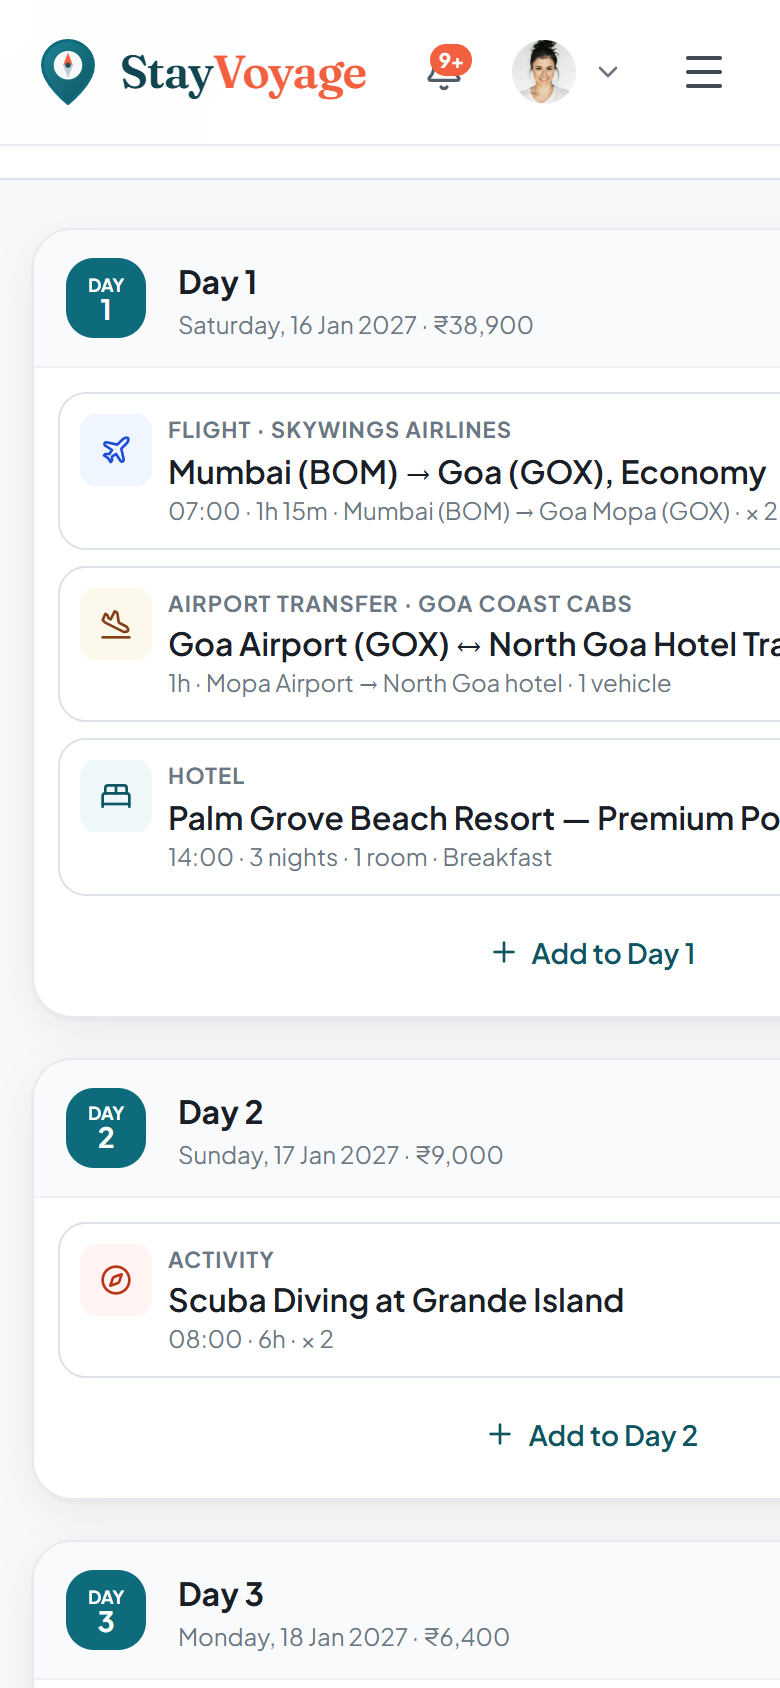 StayVoyage
9+
DAY
1
Day 1
Saturday, 16 Jan 2027 · ₹38,900
FLIGHT · SKYWINGS AIRLINES
Mumbai (BOM) → Goa (GOX), Economy
07:00 · 1h 15m · Mumbai (BOM) → Goa Mopa (GOX) · × 2
AIRPORT TRANSFER · GOA COAST CABS
Goa Airport (GOX) ↔ North Goa Hotel Tra
1h · Mopa Airport → North Goa hotel · 1 vehicle
HOTEL
Palm Grove Beach Resort — Premium Po
14:00 · 3 nights · 1 room · Breakfast
+ Add to Day 1
DAY
2
Day 2
Sunday, 17 Jan 2027 · ₹9,000
ACTIVITY
Scuba Diving at Grande Island
08:00 · 6h · × 2
+ Add to Day 2
DAY
3
Day 3
Monday, 18 Jan 2027 · ₹6,400